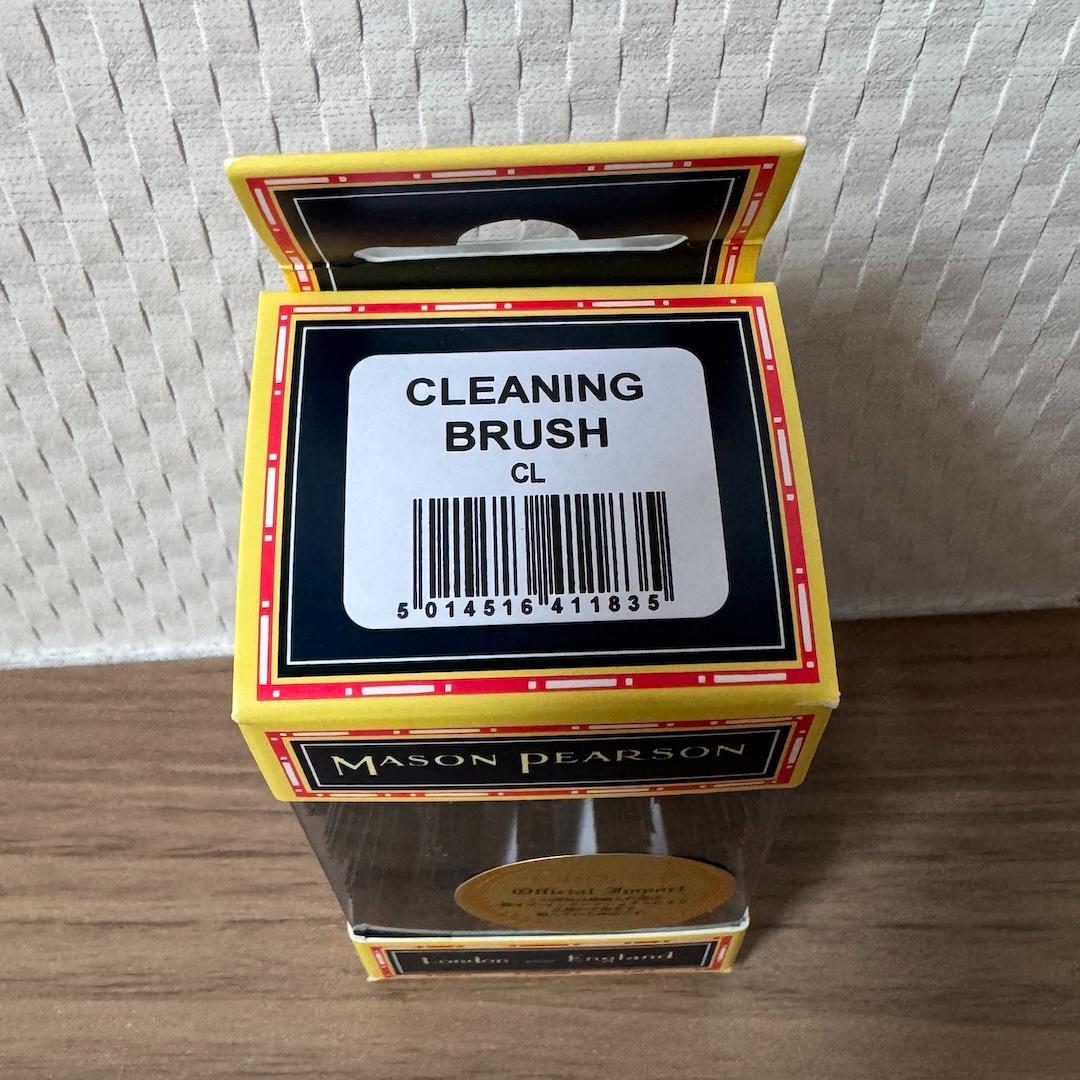 CLEANING
BRUSH
CL
5 014516 411835
MASON PEARSON
Official Import
London — England